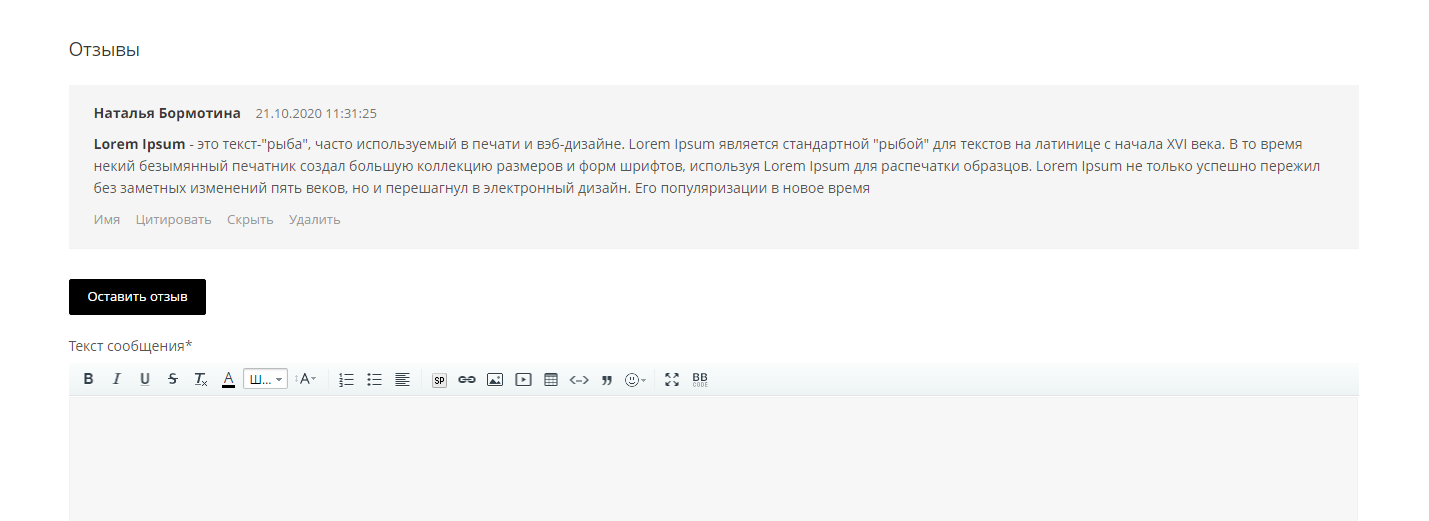 Отзывы
Наталья Бормотина 21.10.2020 11:31:25
Lorem Ipsum - это текст-"рыба", часто используемый в печати и вэб-дизайне. Lorem Ipsum является стандартной "рыбой" для текстов на латинице с начала XVI века. В то время
некий безымянный печатник создал большую коллекцию размеров и форм шрифтов, используя Lorem Ipsum для распечатки образцов. Lorem Ipsum не только успешно пережил
без заметных изменений пять веков, но и перешагнул в электронный дизайн. Его популяризации в новое время
Имя Цитировать Скрыть Удалить
Оставить отзыв
Текст сообщения*
B I U S Tx A Ш... A SP BB CODE